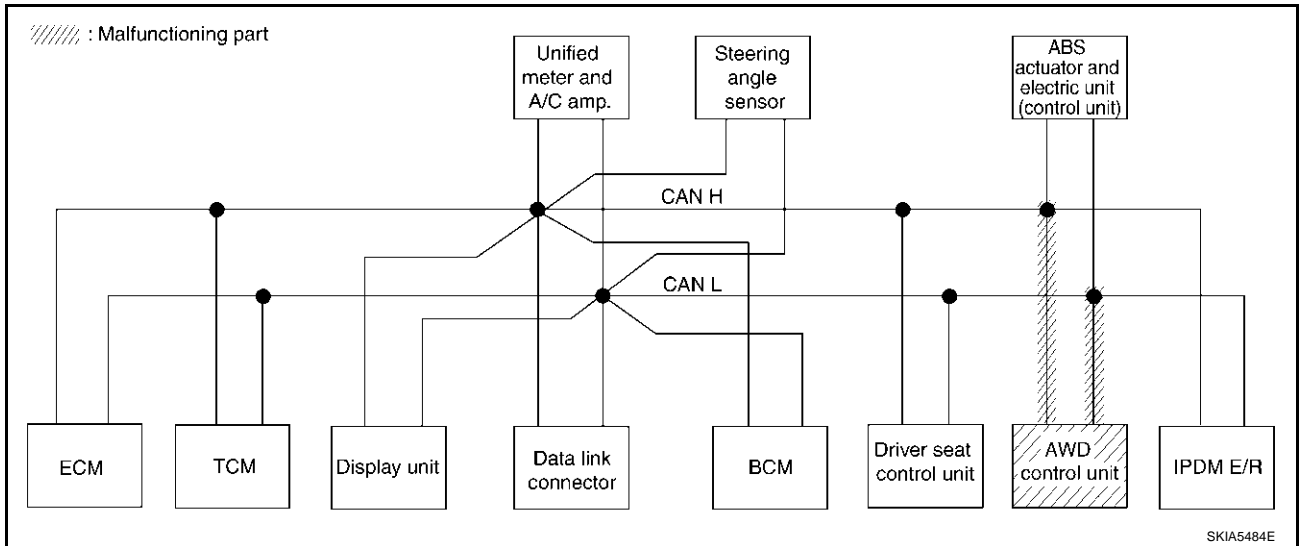 : Malfunctioning part
Unified
meter and
A/C amp.
Steering
angle
sensor
ABS
actuator and
electric unit
(control unit)
CAN H
CAN L
ECM
TCM
Display unit
Data link
connector
BCM
Driver seat
control unit
AWD
control unit
IPDM E/R
SKIA5484E